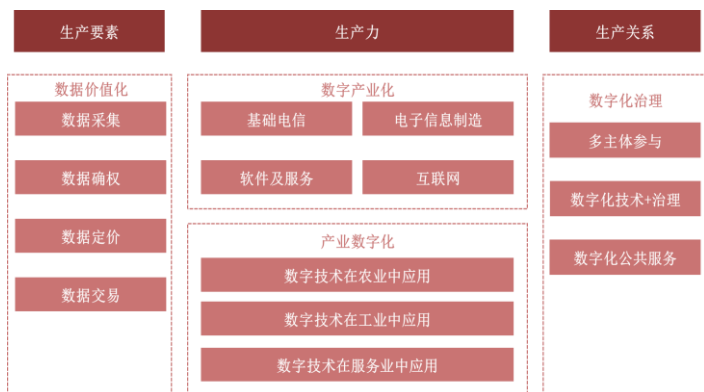 生产要素
生产力
生产关系
数据价值化
数据采集
数据确权
数据定价
数据交易
数字产业化
基础电信
电子信息制造
软件及服务
互联网
产业数字化
数字技术在农业中应用
数字技术在工业中应用
数字技术在服务业中应用
数字化治理
多主体参与
数字化技术+治理
数字化公共服务